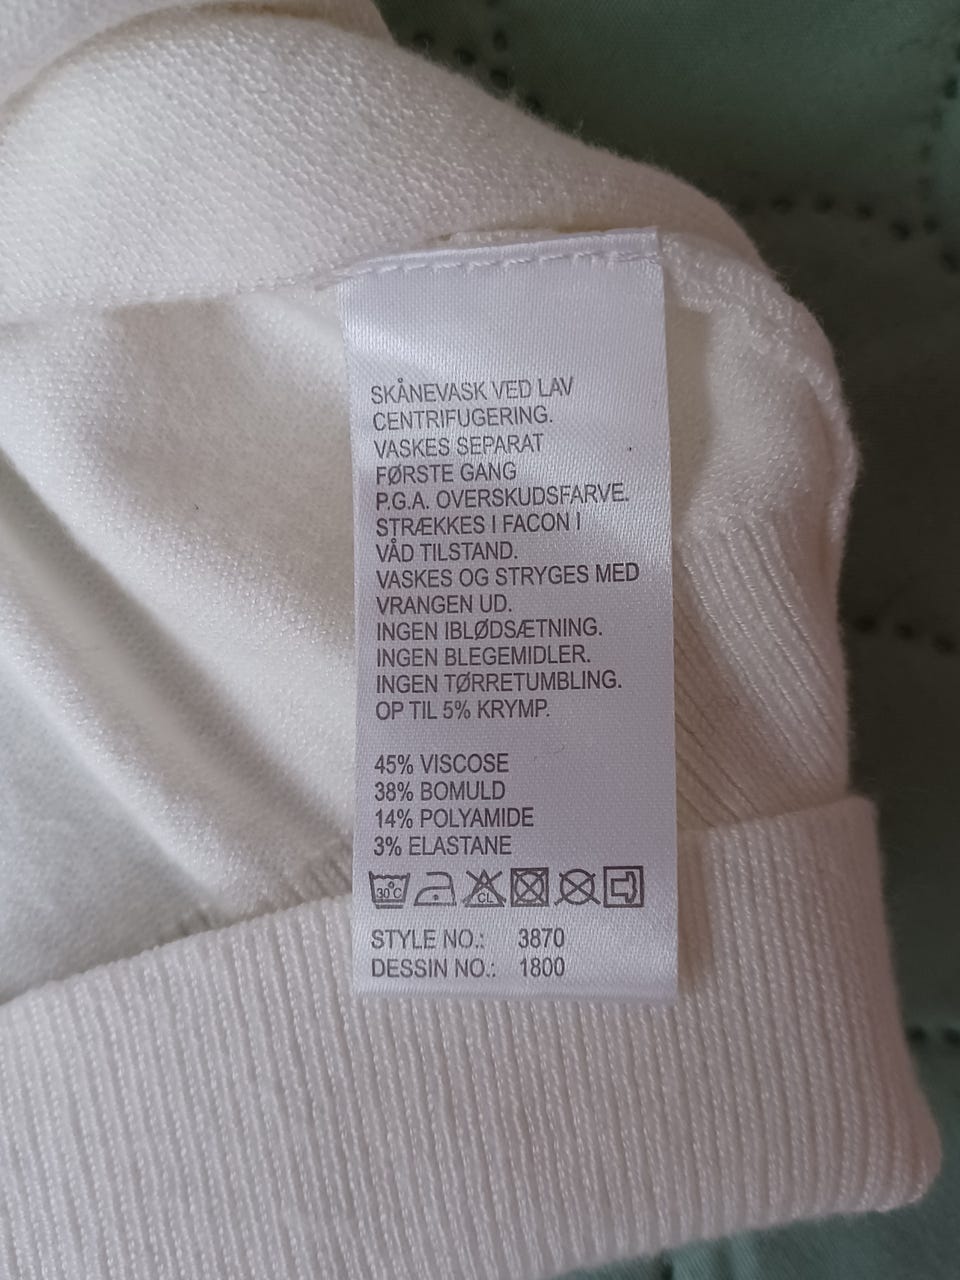 SKÅNEVASK VED LAV
CENTRIFUGERING.
VASKES SEPARAT
FØRSTE GANG
P.G.A. OVERSKUDSFARVE.
STRÆKKES I FACON I
VÅD TILSTAND.
VASKES OG STRYGES MED
VRANGEN UD.
INGEN IBLØDSÆTNING.
INGEN BLEGEMIDLER.
INGEN TØRRETUMBLING.
OP TIL 5% KRYMP.
45% VISCOSE
38% BOMULD
14% POLYAMIDE
3% ELASTANE
30°C CL
STYLE NO.: 3870
DESSIN NO.: 1800